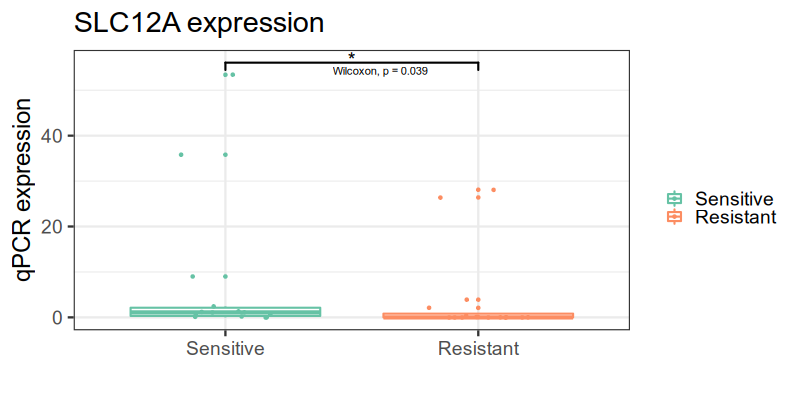 SLC12A expression
*
Wilcoxon, p = 0.039
qPCR expression
40
20
0
Sensitive
Resistant
Sensitive
Resistant